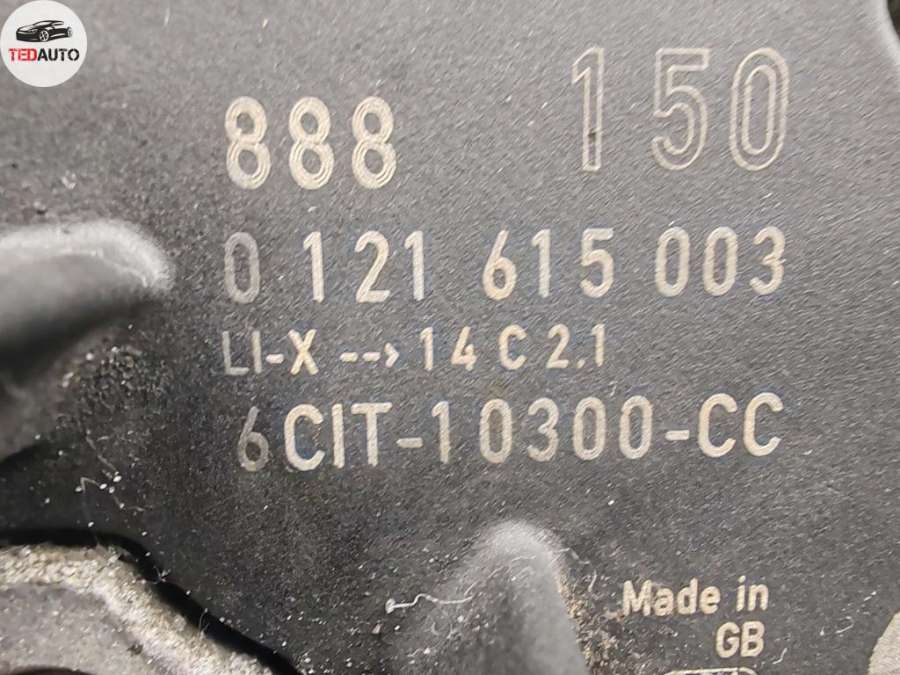 TEDAUTO
888 150
0 121 615 003
LI-X --> 14 C 2.1
6CIT-10300-CC
Made in
GB